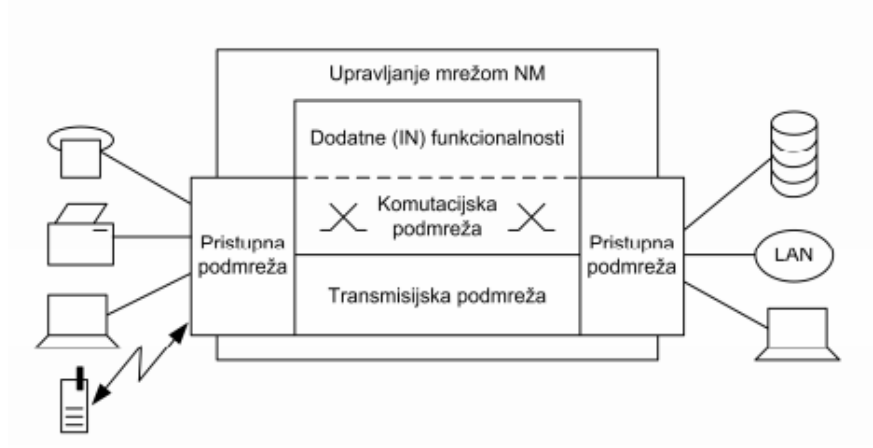 Upravljanje mrežom NM
Dodatne (IN) funkcionalnosti
Komutacijska
podmreža
Pristupna
podmreža
Pristupna
podmreža
LAN
Transmisijska podmreža